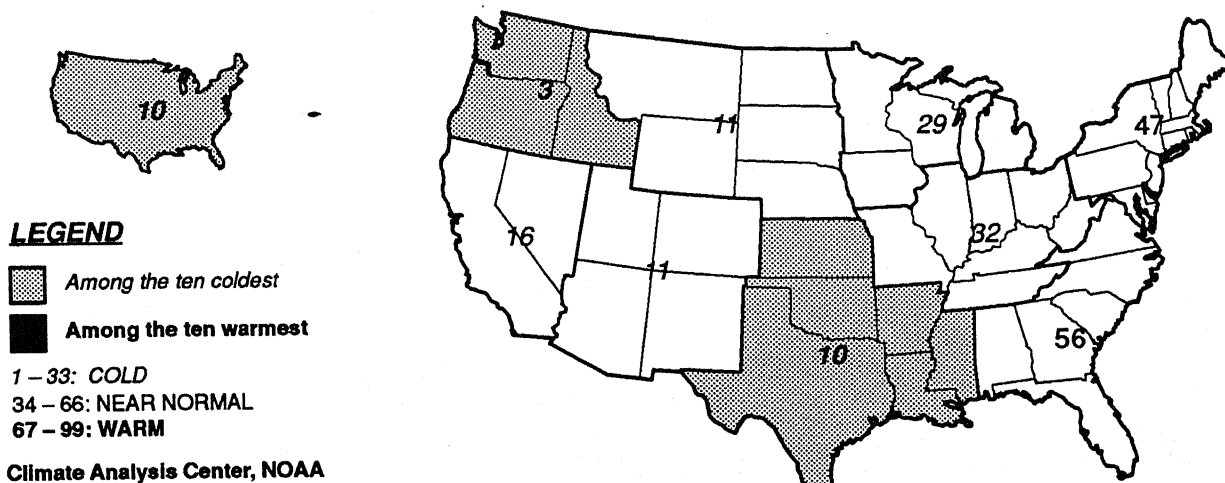 10
3
11
29
47
16
11
32
10
56
LEGEND
Among the ten coldest
Among the ten warmest
1 – 33: COLD
34 – 66: NEAR NORMAL
67 – 99: WARM
Climate Analysis Center, NOAA